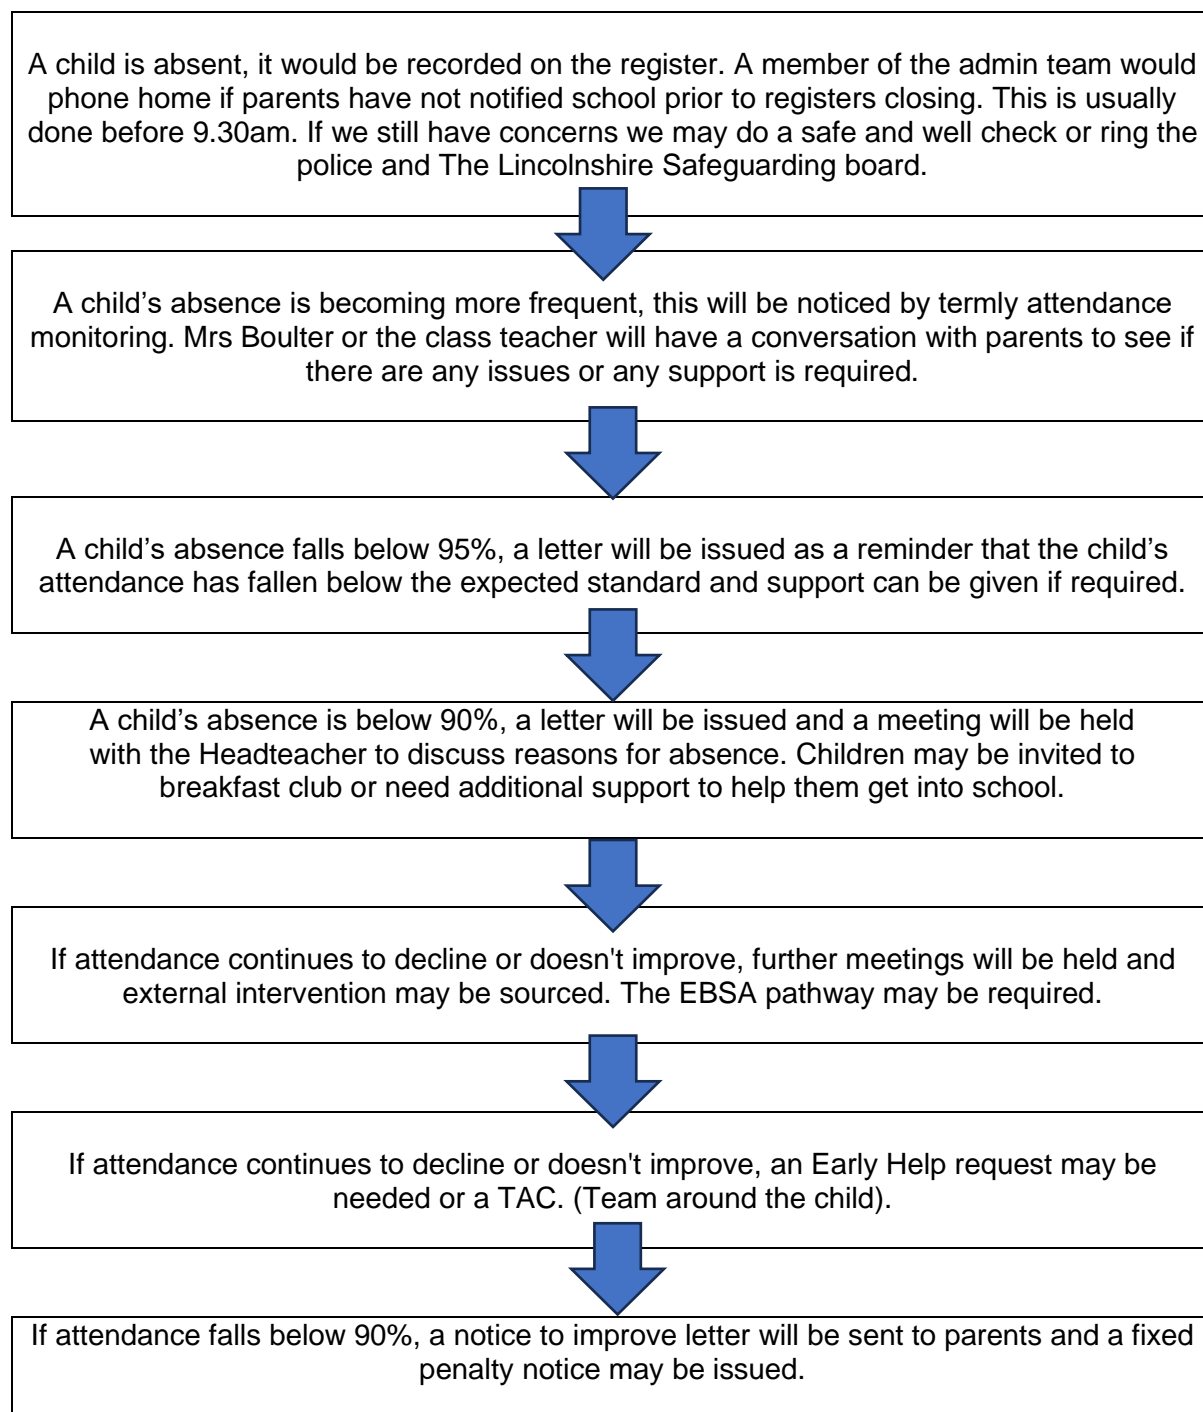 A child is absent, it would be recorded on the register. A member of the admin team would
phone home if parents have not notified school prior to registers closing. This is usually
done before 9.30am. If we still have concerns we may do a safe and well check or ring the
police and The Lincolnshire Safeguarding board.
A child’s absence is becoming more frequent, this will be noticed by termly attendance
monitoring. Mrs Boulter or the class teacher will have a conversation with parents to see if
there are any issues or any support is required.
A child’s absence falls below 95%, a letter will be issued as a reminder that the child’s
attendance has fallen below the expected standard and support can be given if required.
A child’s absence is below 90%, a letter will be issued and a meeting will be held
with the Headteacher to discuss reasons for absence. Children may be invited to
breakfast club or need additional support to help them get into school.
If attendance continues to decline or doesn't improve, further meetings will be held and
external intervention may be sourced. The EBSA pathway may be required.
If attendance continues to decline or doesn't improve, an Early Help request may be
needed or a TAC. (Team around the child).
If attendance falls below 90%, a notice to improve letter will be sent to parents and a fixed
penalty notice may be issued.